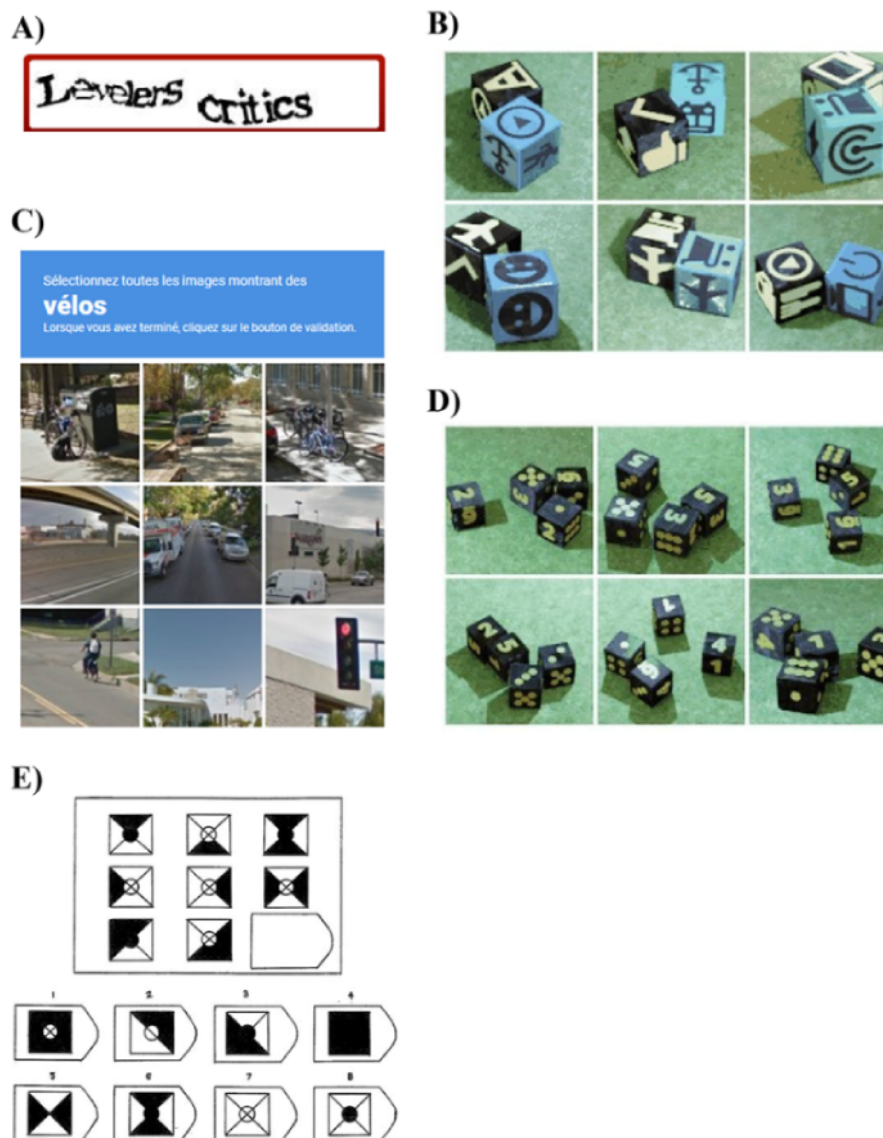 A)
Levelers critics
B)
C)
Sélectionnez toutes les images montrant des
vélos
Lorsque vous avez terminé, cliquez sur le bouton de validation.
D)
E)
1 2 3 4
5 6 7 8